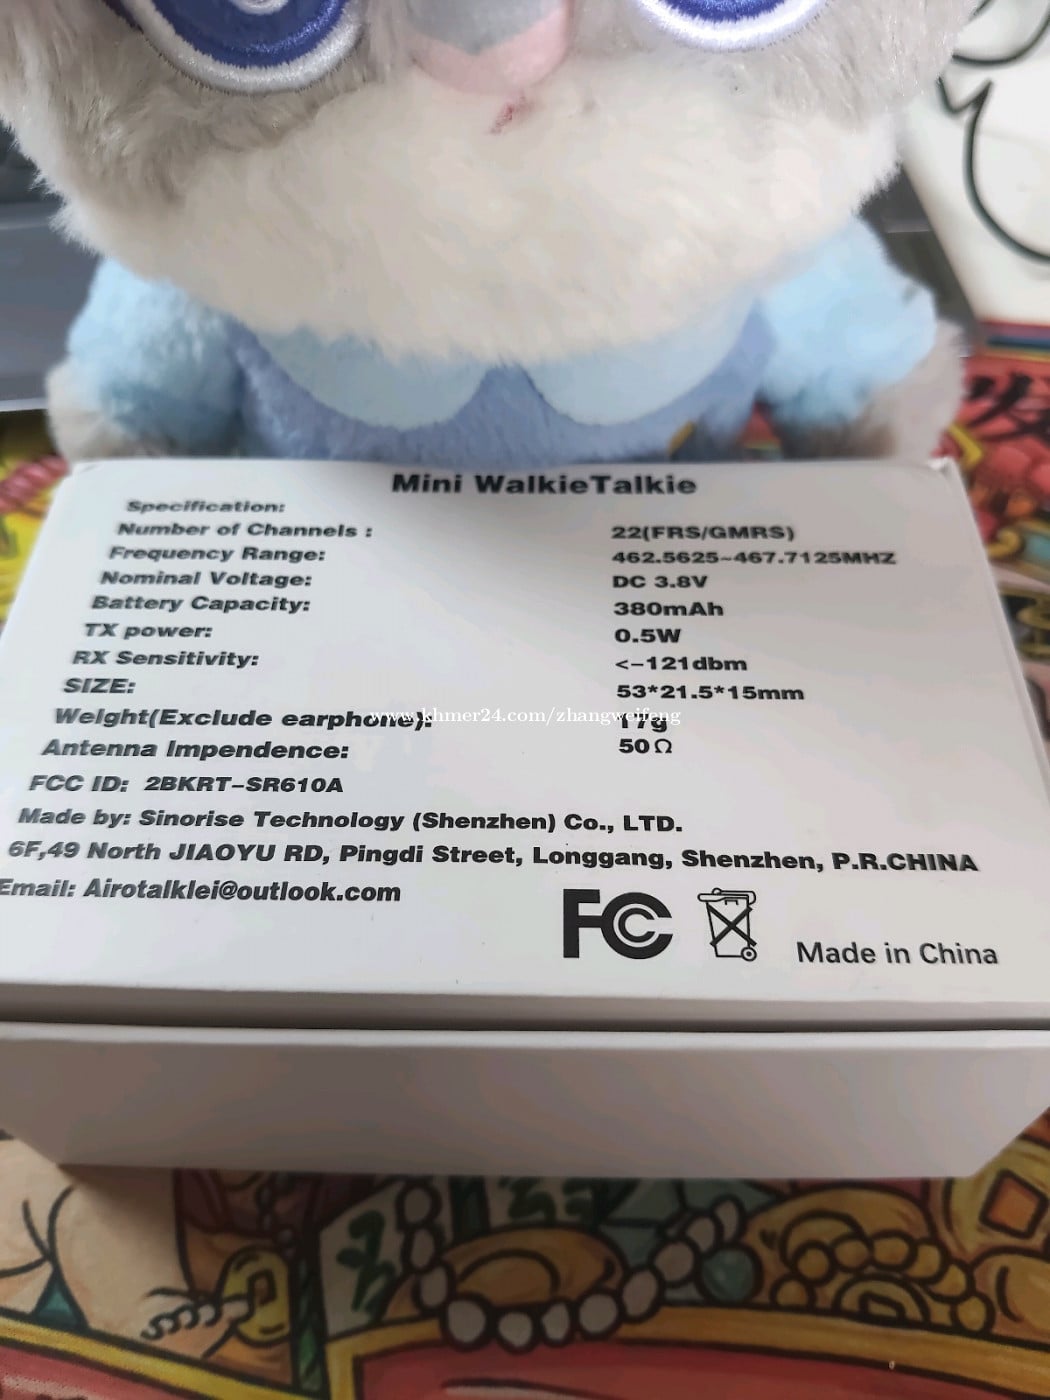 Mini WalkieTalkie
Specification:
Number of Channels : 22(FRS/GMRS)
Frequency Range: 462.5625~467.7125MHZ
Nominal Voltage: DC 3.8V
Battery Capacity: 380mAh
TX power: 0.5W
RX Sensitivity: <-121dbm
SIZE: 53*21.5*15mm
Weight(Exclude earphone): 17g
www.khmer24.com/zhangweifeng
Antenna Impendence: 50Ω
FCC ID: 2BKRT-SR610A
Made by: Sinorise Technology (Shenzhen) Co., LTD.
6F,49 North JIAOYU RD, Pingdi Street, Longgang, Shenzhen, P.R.CHINA
Email: Airotalklei@outlook.com
FC
Made in China